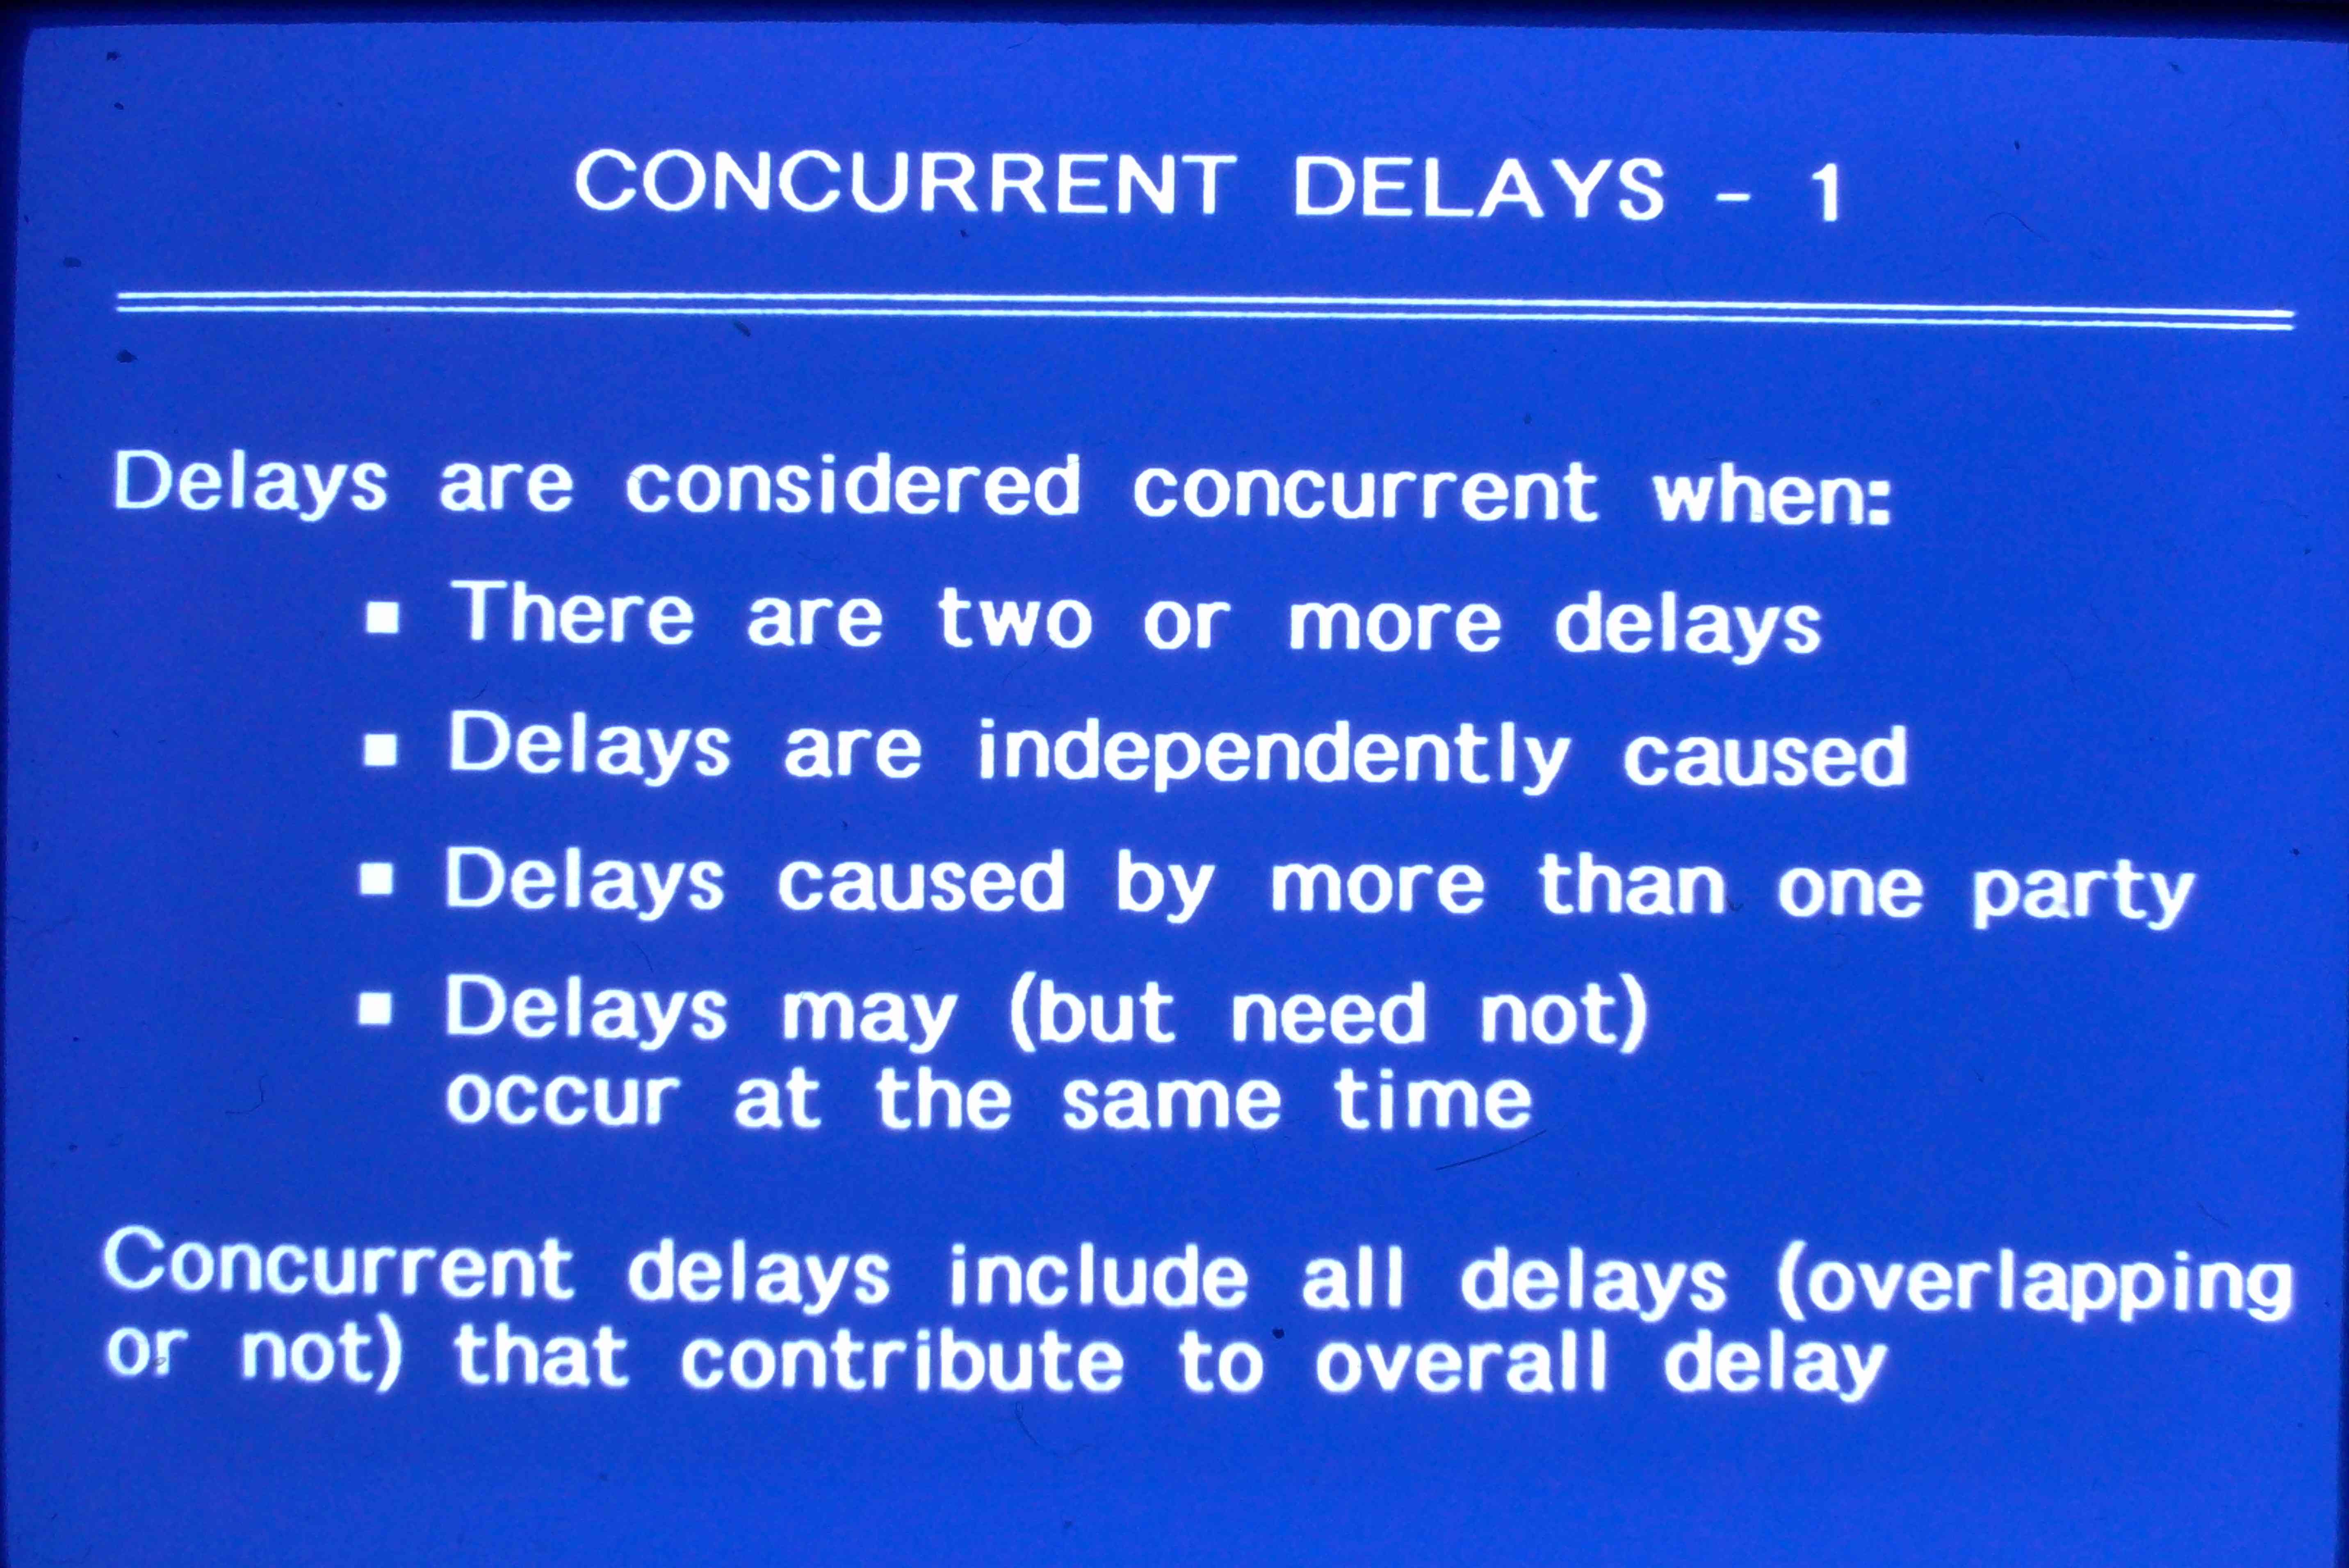 CONCURRENT DELAYS - 1
Delays are considered concurrent when:
▪ There are two or more delays
▪ Delays are independently caused
▪ Delays caused by more than one party
▪ Delays may (but need not)
occur at the same time
Concurrent delays include all delays (overlapping
or not) that contribute to overall delay